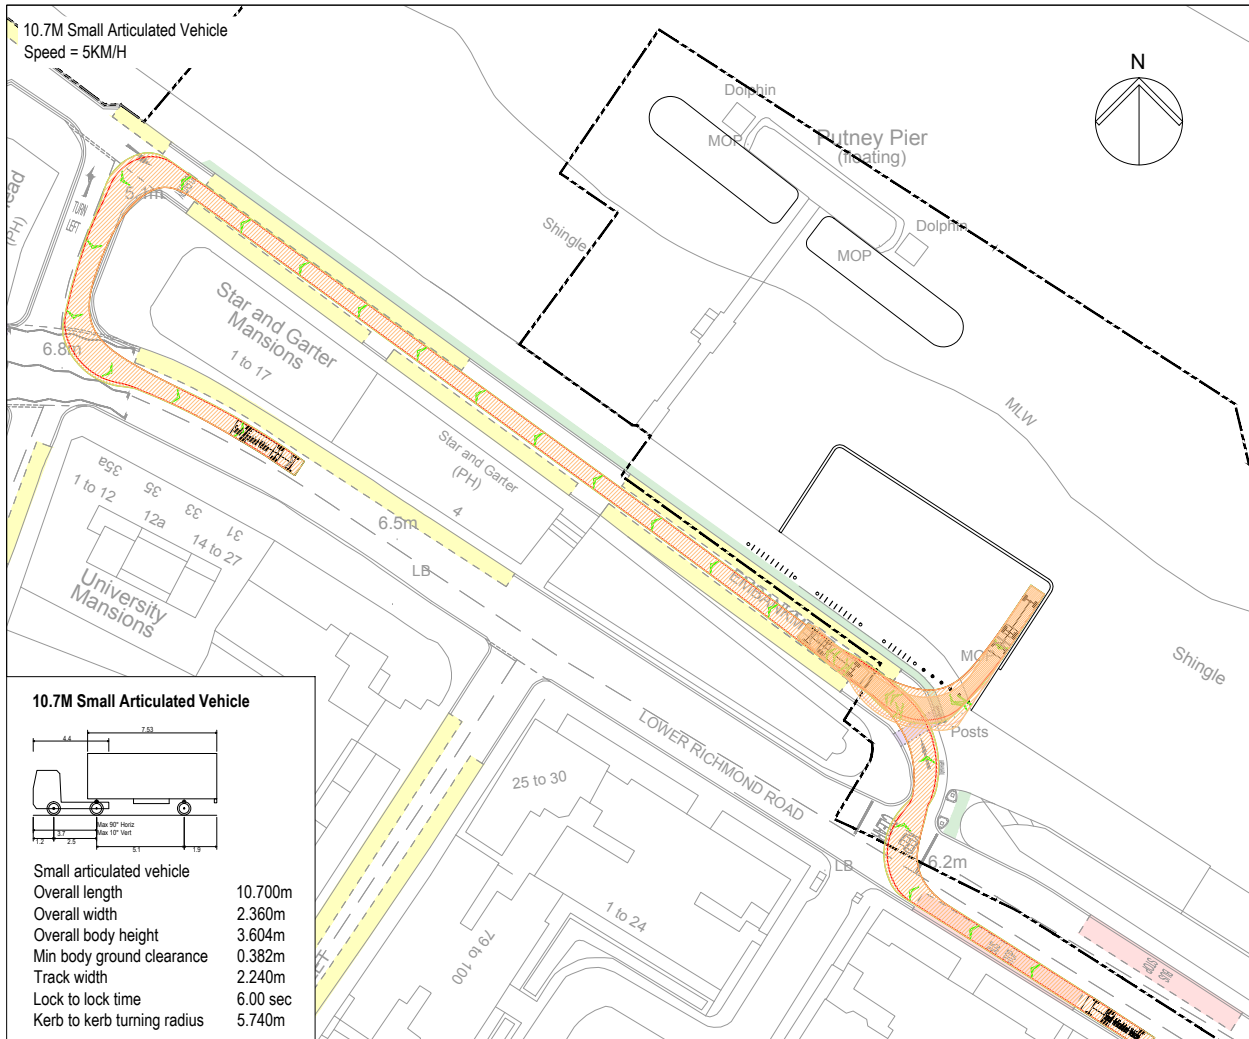 10.7M Small Articulated Vehicle
Speed = 5KM/H
N
Dolphin
MOP
Putney Pier
(floating)
Dolphin
MOP
Shingle
5.1m
TURN
LEFT
(PH)
Star and Garter
Mansions
1 to 17
6.8m
MLW
Star and Garter
(PH)
4
6.5m
LB
35a
35
33
31
1 to 12
12a
14 to 27
University
Mansions
MOP
Shingle
Posts
LOWER RICHMOND ROAD
25 to 30
LB
6.2m
1 to 24
79 to 100
10.7M Small Articulated Vehicle
7.53
4.4
Max 90° Horiz
Max 10° Vert
3.7
1.2
2.5
5.1
1.9
Small articulated vehicle
Overall length 10.700m
Overall width 2.360m
Overall body height 3.604m
Min body ground clearance 0.382m
Track width 2.240m
Lock to lock time 6.00 sec
Kerb to kerb turning radius 5.740m